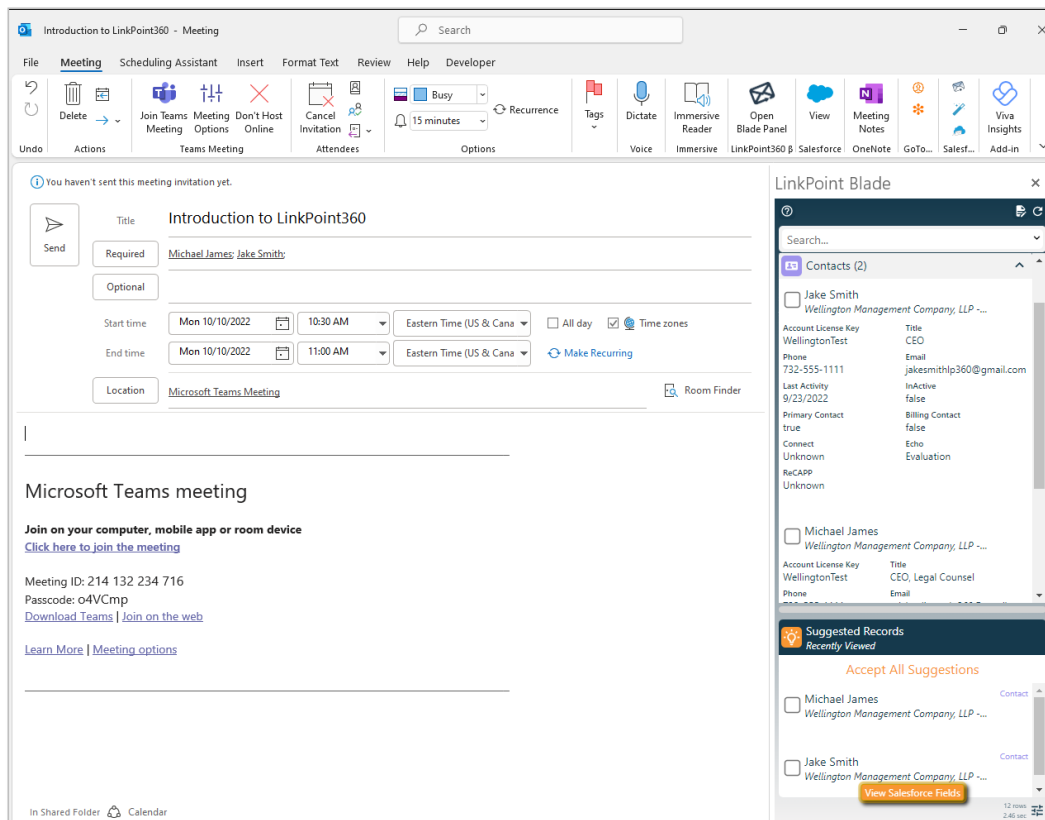 Introduction to LinkPoint360 - Meeting
Search
File Meeting Scheduling Assistant Insert Format Text Review Help Developer
Delete
Join Teams Meeting
Meeting Options
Don't Host Online
Cancel Invitation
Busy
15 minutes
Recurrence
Tags
Dictate
Immersive Reader
Open Blade Panel
View
Meeting Notes
Viva Insights
Undo Actions Teams Meeting Attendees Options Voice Immersive LinkPoint360 β Salesforce OneNote GoTo... Salesf... Add-in
You haven't sent this meeting invitation yet.
Send
Title Introduction to LinkPoint360
Required Michael James; Jake Smith;
Optional
Start time Mon 10/10/2022 10:30 AM Eastern Time (US & Cana All day Time zones
End time Mon 10/10/2022 11:00 AM Eastern Time (US & Cana Make Recurring
Location Microsoft Teams Meeting Room Finder
Microsoft Teams meeting
Join on your computer, mobile app or room device
Click here to join the meeting
Meeting ID: 214 132 234 716
Passcode: o4VCmp
Download Teams | Join on the web
Learn More | Meeting options
In Shared Folder Calendar
LinkPoint Blade
Search...
Contacts (2)
Jake Smith
Wellington Management Company, LLP -...
Account License Key Title
WellingtonTest CEO
Phone Email
732-555-1111 jakesmithlp360@gmail.com
Last Activity InActive
9/23/2022 false
Primary Contact Billing Contact
true false
Connect Echo
Unknown Evaluation
ReCAPP
Unknown
Michael James
Wellington Management Company, LLP -...
Account License Key Title
WellingtonTest CEO, Legal Counsel
Phone Email
Suggested Records
Recently Viewed
Accept All Suggestions
Contact
Michael James
Wellington Management Company, LLP -...
Contact
Jake Smith
Wellington Management Company, LLP -...
View Salesforce Fields
12 rows
2.46 sec